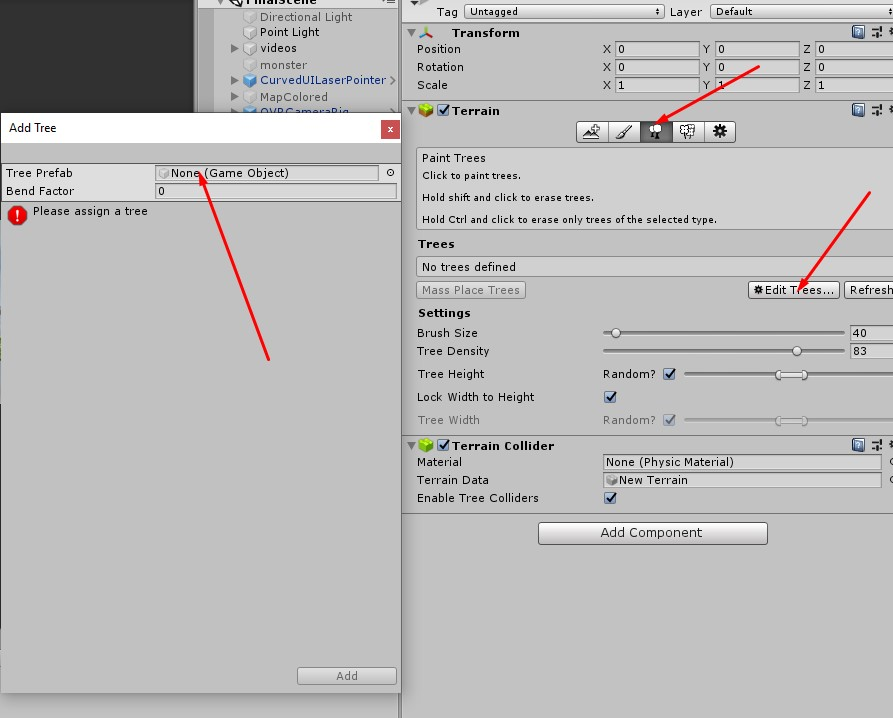 FinalScene
Directional Light
Point Light
videos
monster
CurvedUILaserPointer
MapColored
OVRCameraRig
Add Tree
x
Tree Prefab None (Game Object)
Bend Factor 0
Please assign a tree
Add
Tag Untagged Layer Default
Transform
Position X 0 Y 0 Z 0
Rotation X 0 Y 0 Z 0
Scale X 1 Y 1 Z 1
Terrain
Paint Trees
Click to paint trees.
Hold shift and click to erase trees.
Hold Ctrl and click to erase only trees of the selected type.
Trees
No trees defined
Mass Place Trees Edit Trees... Refresh
Settings
Brush Size 40
Tree Density 83
Tree Height Random?
Lock Width to Height
Tree Width Random?
Terrain Collider
Material None (Physic Material)
Terrain Data New Terrain
Enable Tree Colliders
Add Component